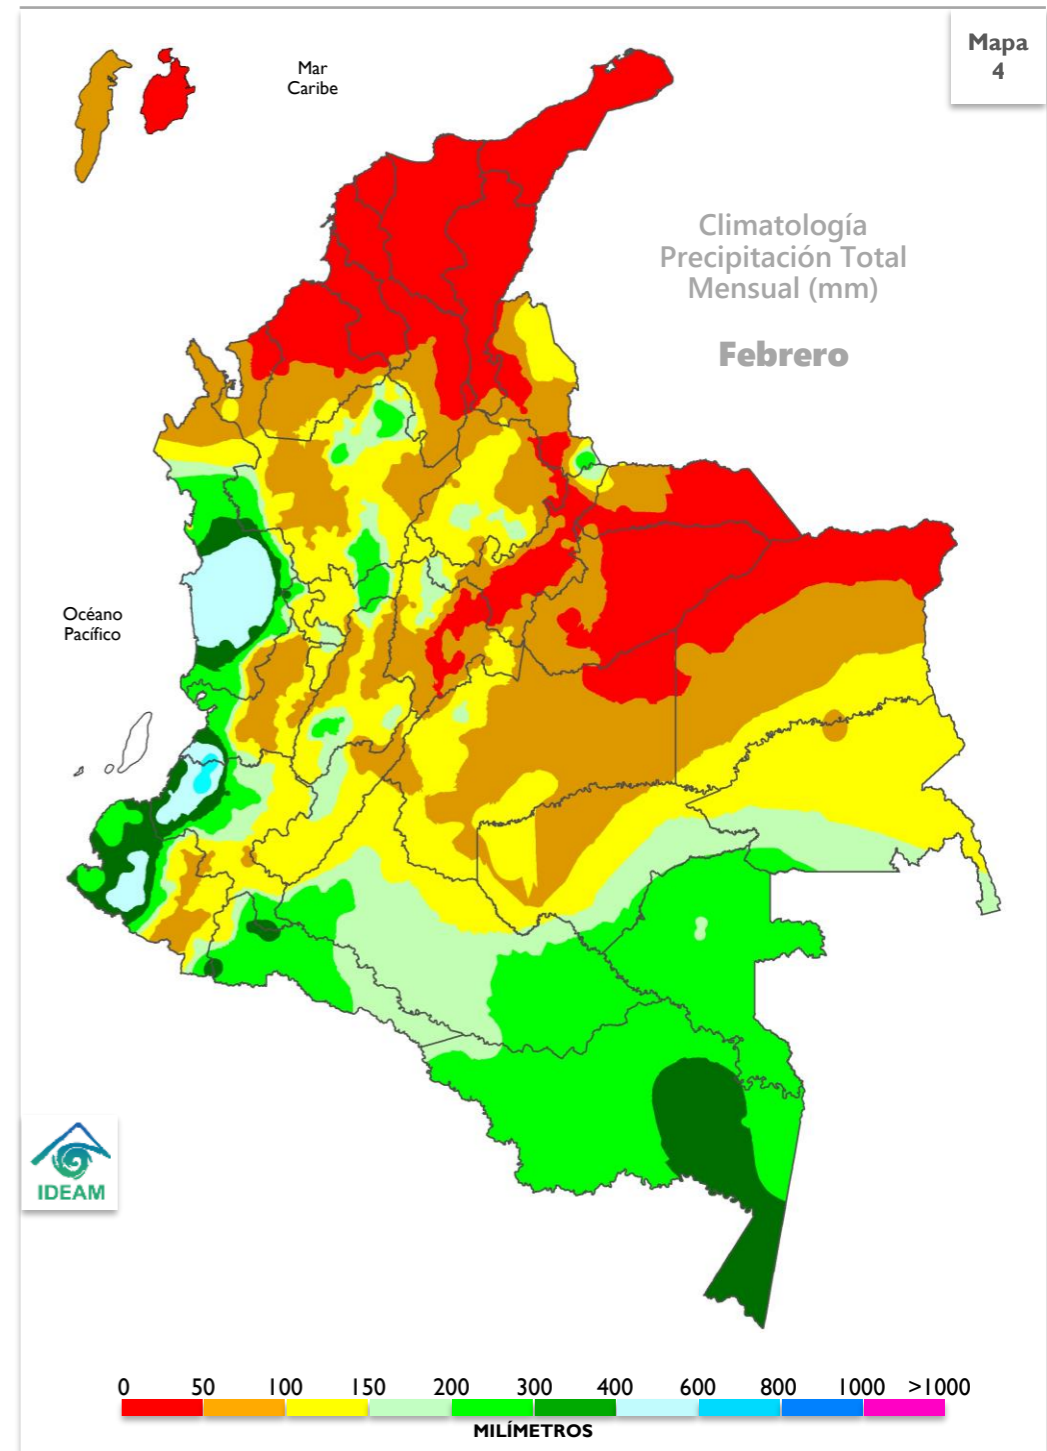 Mapa
4
Mar
Caribe
Climatología
Precipitación Total
Mensual (mm)
Febrero
Océano
Pacífico
IDEAM
0 50 100 150 200 300 400 600 800 1000 >1000
MILÍMETROS